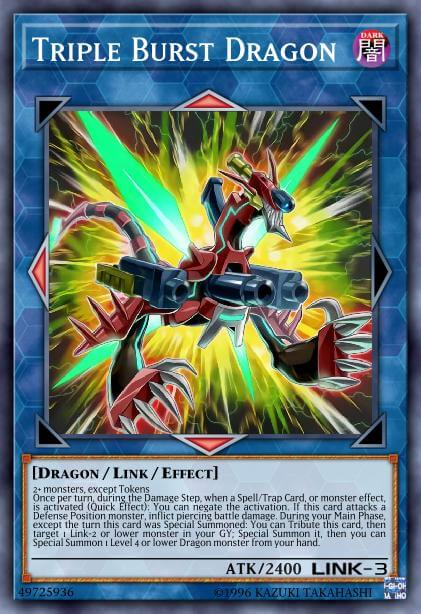 TRIPLE BURST DRAGON
DARK
闇
[DRAGON / LINK / EFFECT]
2+ monsters, except Tokens
Once per turn, during the Damage Step, when a Spell/Trap Card, or monster effect,
is activated (Quick Effect): You can negate the activation. If this card attacks a
Defense Position monster, inflict piercing battle damage. During your Main Phase,
except the turn this card was Special Summoned: You can Tribute this card, then
target 1 Link-2 or lower monster in your GY; Special Summon it, then you can
Special Summon 1 Level 4 or lower Dragon monster from your hand.
ATK/2400 LINK-3
49725936 ©1996 KAZUKI TAKAHASHI